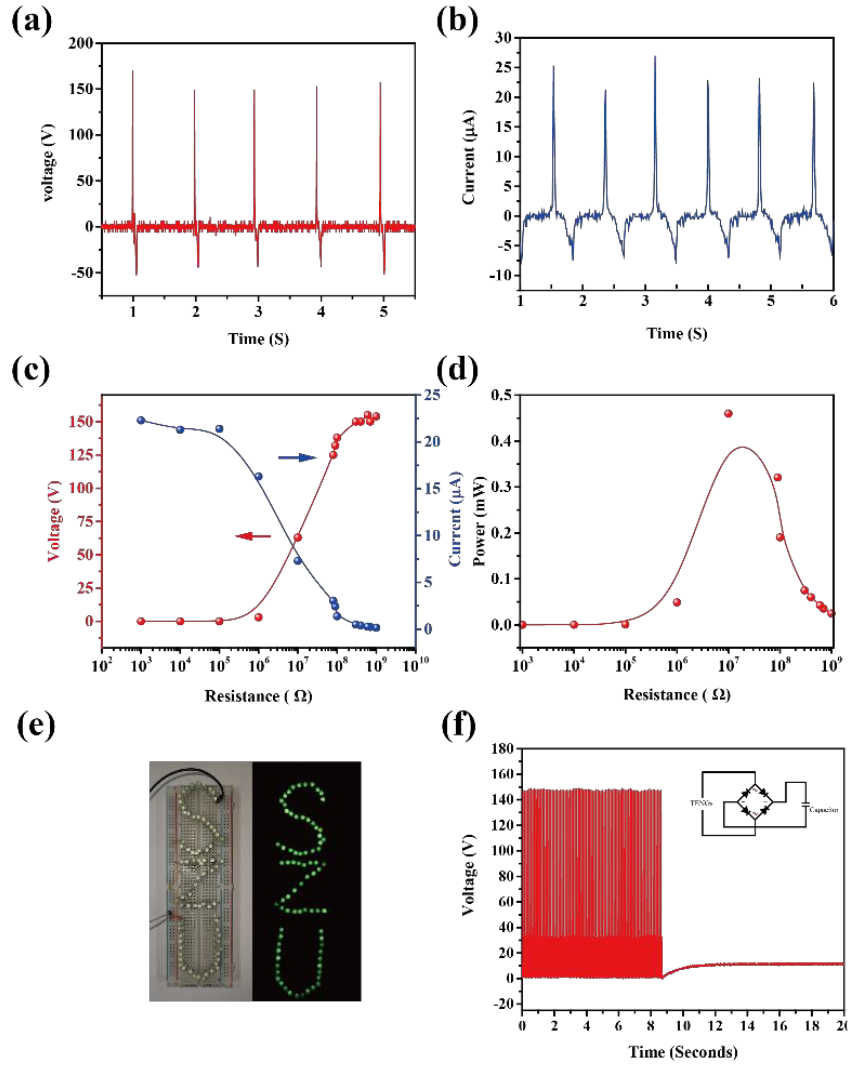 (a)
200
150
100
50
0
-50
voltage (V)
1 2 3 4 5
Time (S)
(b)
30
25
20
15
10
5
0
-5
-10
Current (μA)
1 2 3 4 5 6
Time (S)
(c)
150
125
100
75
50
25
0
Voltage (V)
25
20
15
10
5
0
Current (μA)
10² 10³ 10⁴ 10⁵ 10⁶ 10⁷ 10⁸ 10⁹ 10¹⁰
Resistance ( Ω)
(d)
0.5
0.4
0.3
0.2
0.1
0.0
Power (mW)
10³ 10⁴ 10⁵ 10⁶ 10⁷ 10⁸ 10⁹
Resistance ( Ω)
(e)
S
N
U
(f)
180
160
140
120
100
80
60
40
20
0
-20
Voltage (V)
TENGs
Capacitor
0 2 4 6 8 10 12 14 16 18 20
Time (Seconds)